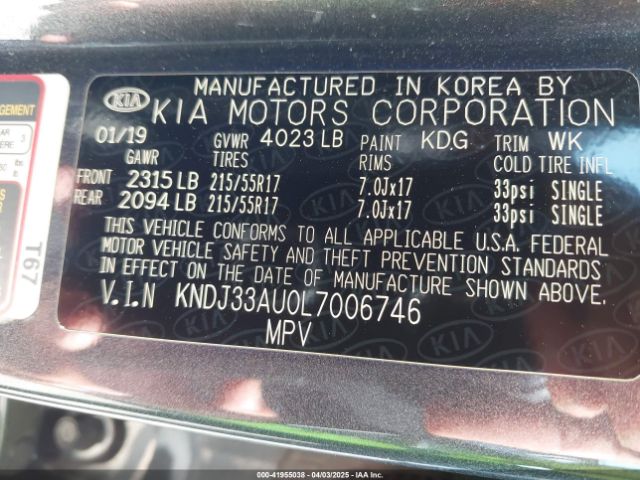 MANUFACTURED IN KOREA BY
KIA KIA MOTORS CORPORATION
01/19 GVWR 4023 LB PAINT KDG TRIM WK
GAWR TIRES RIMS COLD TIRE INFL
FRONT 2315 LB 215/55R17 7.0Jx17 33psi SINGLE
REAR 2094 LB 215/55R17 7.0Jx17 33psi SINGLE
THIS VEHICLE CONFORMS TO ALL APPLICABLE U.S.A. FEDERAL
MOTOR VEHICLE SAFETY AND THEFT PREVENTION STANDARDS
IN EFFECT ON THE DATE OF MANUFACTURE SHOWN ABOVE.
V.I.N KNDJ33AU0L7006746
MPV
T67
000-41955038 | 04/03/2025 | IAA Inc.